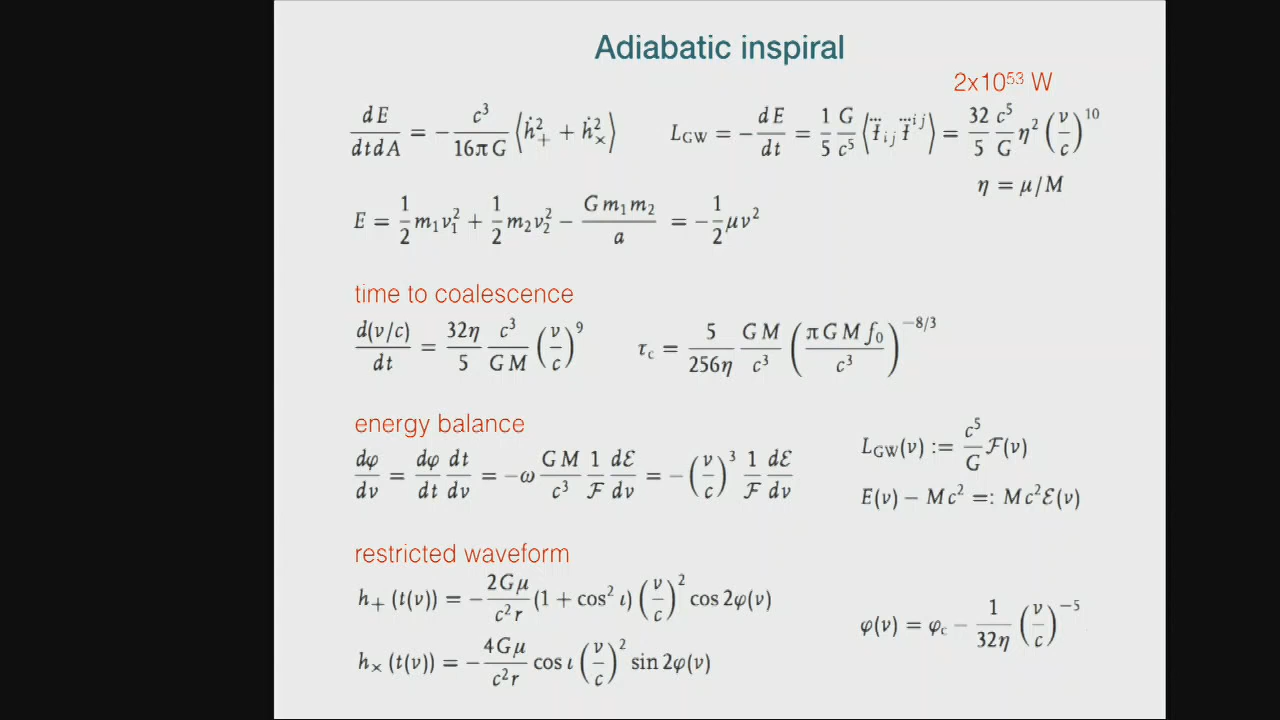 Adiabatic inspiral
2x10⁵³ W
dE/dtdA = − c³/16πG ⟨ḣ₊² + ḣ×²⟩ L_GW = − dE/dt = 1/5 G/c⁵ ⟨I⃛_ij I⃛^ij⟩ = 32/5 c⁵/G η² (v/c)¹⁰
η = μ/M
E = 1/2 m₁v₁² + 1/2 m₂v₂² − G m₁ m₂/a = − 1/2 μv²
time to coalescence
d(v/c)/dt = 32η/5 c³/GM (v/c)⁹ τ_c = 5/256η GM/c³ (πGM f₀/c³)^−8/3
energy balance
L_GW(v) := c⁵/G ℱ(v)
dφ/dv = dφ/dt dt/dv = −ω GM/c³ 1/ℱ dℰ/dv = − (v/c)³ 1/ℱ dℰ/dv
E(v) − Mc² =: Mc²ℰ(v)
restricted waveform
h₊ (t(v)) = − 2Gμ/c²r (1 + cos² ι) (v/c)² cos 2φ(v)
φ(v) = φ_c − 1/32η (v/c)⁻⁵
h× (t(v)) = − 4Gμ/c²r cos ι (v/c)² sin 2φ(v)